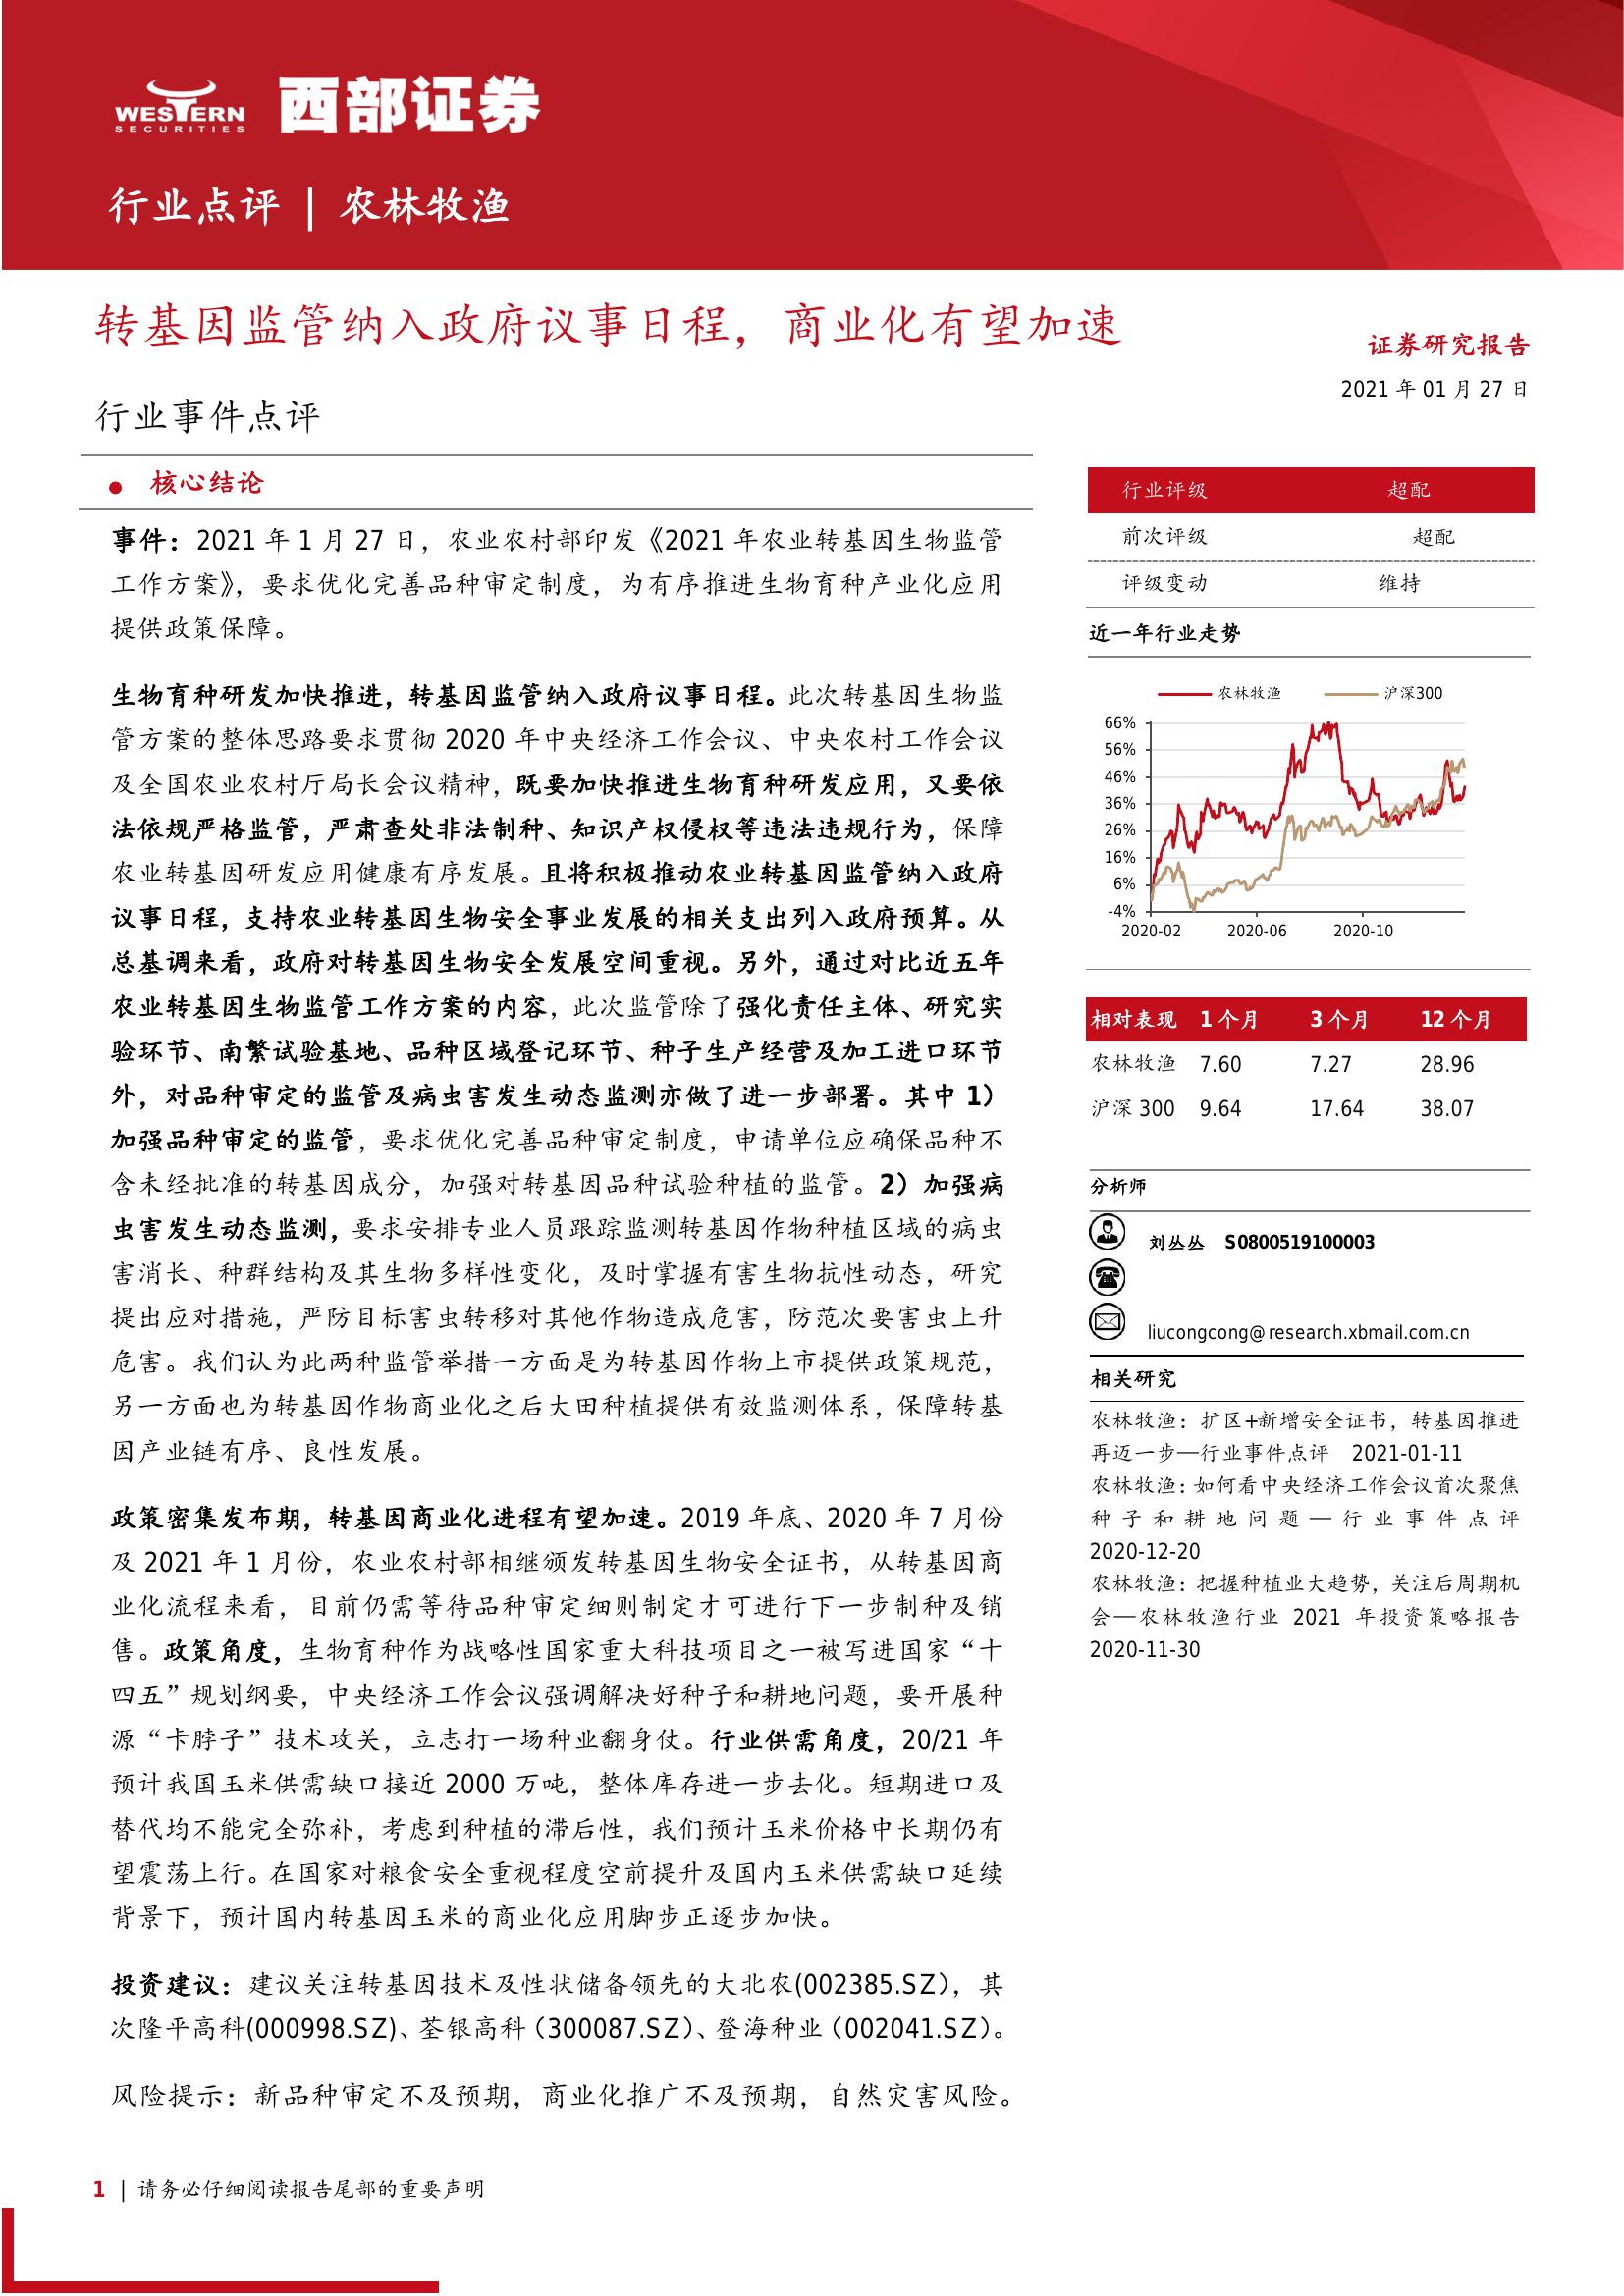 WESTERN
SECURITIES
西部证券
行业点评 | 农林牧渔
转基因监管纳入政府议事日程，商业化有望加速
证券研究报告
2021 年 01 月 27 日
行业事件点评
● 核心结论
事件：2021 年 1 月 27 日，农业农村部印发《2021 年农业转基因生物监管
工作方案》，要求优化完善品种审定制度，为有序推进生物育种产业化应用
提供政策保障。
生物育种研发加快推进，转基因监管纳入政府议事日程。此次转基因生物监
管方案的整体思路要求贯彻 2020 年中央经济工作会议、中央农村工作会议
及全国农业农村厅局长会议精神，既要加快推进生物育种研发应用，又要依
法依规严格监管，严肃查处非法制种、知识产权侵权等违法违规行为，保障
农业转基因研发应用健康有序发展。且将积极推动农业转基因监管纳入政府
议事日程，支持农业转基因生物安全事业发展的相关支出列入政府预算。从
总基调来看，政府对转基因生物安全发展空间重视。另外，通过对比近五年
农业转基因生物监管工作方案的内容，此次监管除了强化责任主体、研究实
验环节、南繁试验基地、品种区域登记环节、种子生产经营及加工进口环节
外，对品种审定的监管及病虫害发生动态监测亦做了进一步部署。其中 1）
加强品种审定的监管，要求优化完善品种审定制度，申请单位应确保品种不
含未经批准的转基因成分，加强对转基因品种试验种植的监管。2）加强病
虫害发生动态监测，要求安排专业人员跟踪监测转基因作物种植区域的病虫
害消长、种群结构及其生物多样性变化，及时掌握有害生物抗性动态，研究
提出应对措施，严防目标害虫转移对其他作物造成危害，防范次要害虫上升
危害。我们认为此两种监管举措一方面是为转基因作物上市提供政策规范，
另一方面也为转基因作物商业化之后大田种植提供有效监测体系，保障转基
因产业链有序、良性发展。
政策密集发布期，转基因商业化进程有望加速。2019 年底、2020 年 7 月份
及 2021 年 1 月份，农业农村部相继颁发转基因生物安全证书，从转基因商
业化流程来看，目前仍需等待品种审定细则制定才可进行下一步制种及销
售。政策角度，生物育种作为战略性国家重大科技项目之一被写进国家“十
四五”规划纲要，中央经济工作会议强调解决好种子和耕地问题，要开展种
源“卡脖子”技术攻关，立志打一场种业翻身仗。行业供需角度，20/21 年
预计我国玉米供需缺口接近 2000 万吨，整体库存进一步去化。短期进口及
替代均不能完全弥补，考虑到种植的滞后性，我们预计玉米价格中长期仍有
望震荡上行。在国家对粮食安全重视程度空前提升及国内玉米供需缺口延续
背景下，预计国内转基因玉米的商业化应用脚步正逐步加快。
投资建议：建议关注转基因技术及性状储备领先的大北农(002385.SZ)，其
次隆平高科(000998.SZ)、荃银高科（300087.SZ）、登海种业（002041.SZ）。
风险提示：新品种审定不及预期，商业化推广不及预期，自然灾害风险。
行业评级 超配
前次评级 超配
评级变动 维持
近一年行业走势
农林牧渔 沪深300
66%
56%
46%
36%
26%
16%
6%
-4%
2020-02 2020-06 2020-10
相对表现 1 个月 3 个月 12 个月
农林牧渔 7.60 7.27 28.96
沪深 300 9.64 17.64 38.07
分析师
刘丛丛 S0800519100003
liucongcong@research.xbmail.com.cn
相关研究
农林牧渔：扩区+新增安全证书，转基因推进
再迈一步—行业事件点评 2021-01-11
农林牧渔：如何看中央经济工作会议首次聚焦
种子和耕地问题—行业事件点评
2020-12-20
农林牧渔：把握种植业大趋势，关注后周期机
会—农林牧渔行业 2021 年投资策略报告
2020-11-30
1 | 请务必仔细阅读报告尾部的重要声明